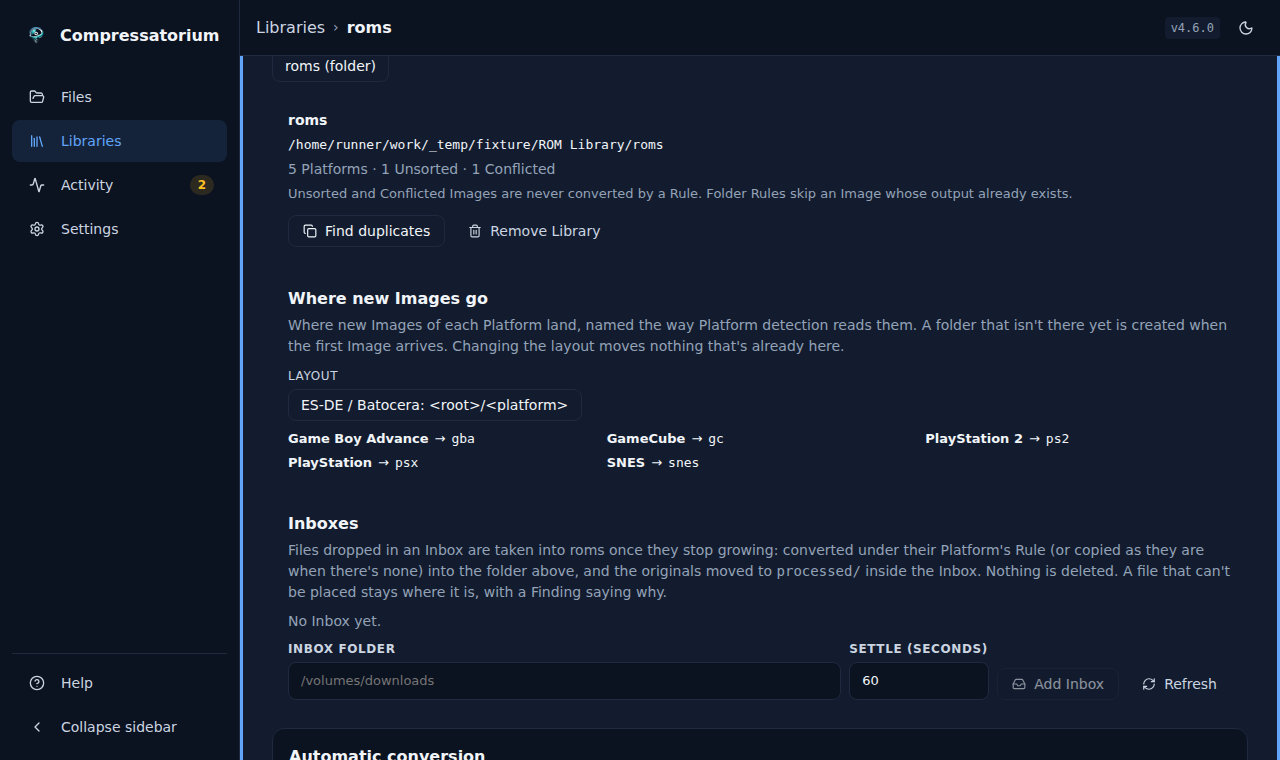 Compressatorium
Libraries › roms
v4.6.0
Files
Libraries
Activity
2
Settings
Help
Collapse sidebar
roms (folder)
roms
/home/runner/work/_temp/fixture/ROM Library/roms
5 Platforms · 1 Unsorted · 1 Conflicted
Unsorted and Conflicted Images are never converted by a Rule. Folder Rules skip an Image whose output already exists.
Find duplicates
Remove Library
Where new Images go
Where new Images of each Platform land, named the way Platform detection reads them. A folder that isn't there yet is created when
the first Image arrives. Changing the layout moves nothing that's already here.
LAYOUT
ES-DE / Batocera: <root>/<platform>
Game Boy Advance → gba
GameCube → gc
PlayStation 2 → ps2
PlayStation → psx
SNES → snes
Inboxes
Files dropped in an Inbox are taken into roms once they stop growing: converted under their Platform's Rule (or copied as they are
when there's none) into the folder above, and the originals moved to processed/ inside the Inbox. Nothing is deleted. A file that can't
be placed stays where it is, with a Finding saying why.
No Inbox yet.
INBOX FOLDER
SETTLE (SECONDS)
/volumes/downloads
60
Add Inbox
Refresh
Automatic conversion